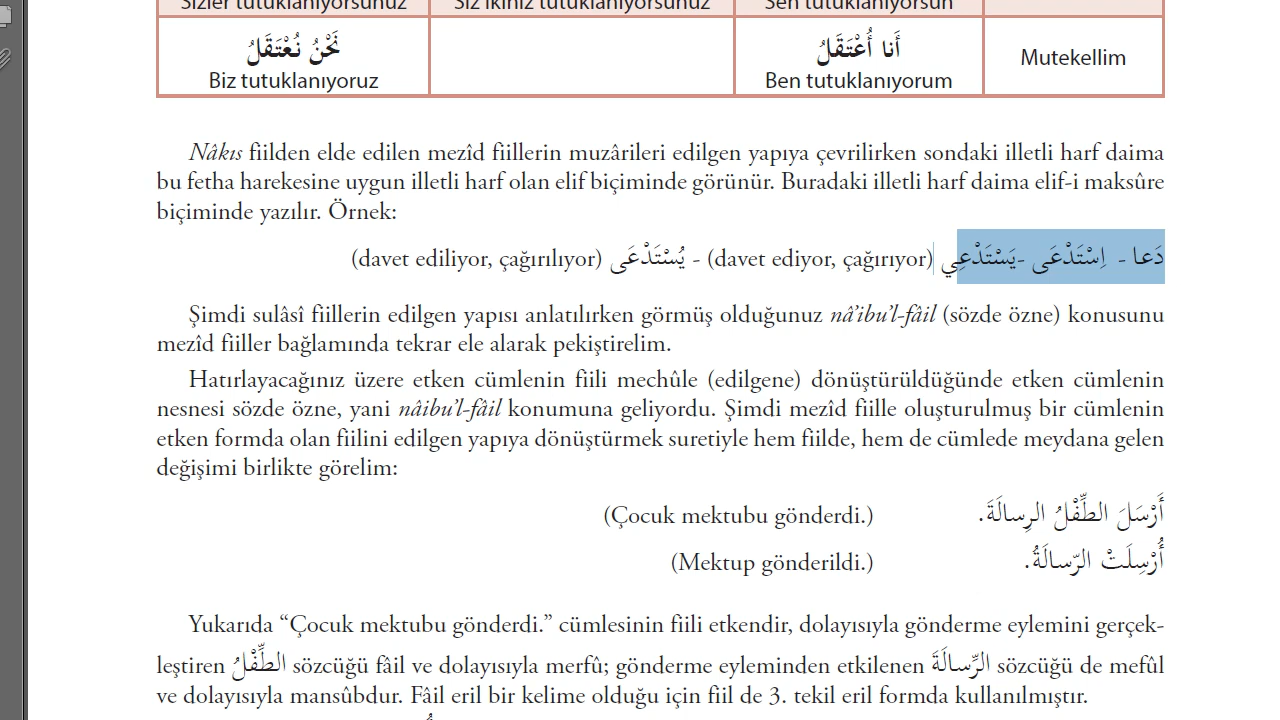 Sizler tutuklanıyorsunuz Siz ikiniz tutuklanıyorsunuz Sen tutuklanıyorsun
نَحْنُ نُعْتَقَلُ أَنا أُعْتَقَلُ Mutekellim
Biz tutuklanıyoruz Ben tutuklanıyorum
Nâkıs fiilden elde edilen mezîd fiillerin muzârileri edilgen yapıya çevrilirken sondaki illetli harf daima
bu fetha harekesine uygun illetli harf olan elif biçiminde görünür. Buradaki illetli harf daima elif-i maksûre
biçiminde yazılır. Örnek:
دَعا - اِسْتَدْعَى -يَسْتَدْعِي (davet ediyor, çağırıyor) - يُسْتَدْعَى (davet ediliyor, çağırılıyor)
Şimdi sulâsî fiillerin edilgen yapısı anlatılırken görmüş olduğunuz nâ’ibu’l-fâil (sözde özne) konusunu
mezîd fiiller bağlamında tekrar ele alarak pekiştirelim.
Hatırlayacağınız üzere etken cümlenin fiili mechûle (edilgene) dönüştürüldüğünde etken cümlenin
nesnesi sözde özne, yani nâibu’l-fâil konumuna geliyordu. Şimdi mezîd fiille oluşturulmuş bir cümlenin
etken formda olan fiilini edilgen yapıya dönüştürmek suretiyle hem fiilde, hem de cümlede meydana gelen
değişimi birlikte görelim:
(Çocuk mektubu gönderdi.) أَرْسَلَ الطِّفْلُ الرِسالَةَ.
(Mektup gönderildi.) أُرْسِلَتْ الرّسالَةُ.
Yukarıda “Çocuk mektubu gönderdi.” cümlesinin fiili etkendir, dolayısıyla gönderme eylemini gerçek-
leştiren الطِّفْلُ sözcüğü fâil ve dolayısıyla merfû; gönderme eyleminden etkilenen الرِّسالَةَ sözcüğü de mefûl
ve dolayısıyla mansûbdur. Fâil eril bir kelime olduğu için fiil de 3. tekil eril formda kullanılmıştır.